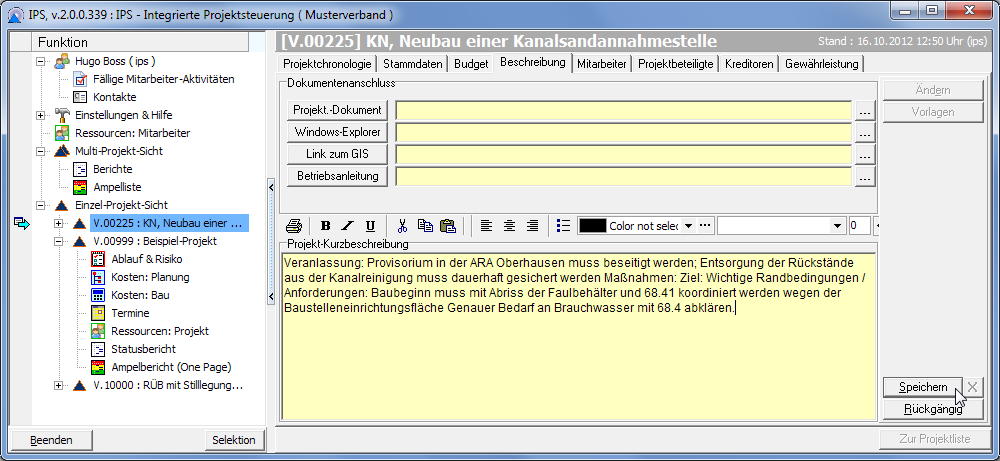 IPS, v.2.0.0.339 : IPS - Integrierte Projektsteuerung ( Musterverband )
Funktion
Hugo Boss ( ips )
Fällige Mitarbeiter-Aktivitäten
Kontakte
Einstellungen & Hilfe
Ressourcen: Mitarbeiter
Multi-Projekt-Sicht
Berichte
Ampelliste
Einzel-Projekt-Sicht
V.00225 : KN, Neubau einer ...
V.00999 : Beispiel-Projekt
Ablauf & Risiko
Kosten: Planung
Kosten: Bau
Termine
Ressourcen: Projekt
Statusbericht
Ampelbericht (One Page)
V.10000 : RÜB mit Stilllegung...
Beenden
Selektion
[V.00225] KN, Neubau einer Kanalsandannahmestelle
Stand : 16.10.2012 12:50 Uhr (ips)
Projektchronologie Stammdaten Budget Beschreibung Mitarbeiter Projektbeteiligte Kreditoren Gewährleistung
Dokumentenanschluss
Projekt.-Dokument ...
Windows-Explorer ...
Link zum GIS ...
Betriebsanleitung ...
B I U Color not selec ... 0
Projekt-Kurzbeschreibung
Veranlassung: Provisorium in der ARA Oberhausen muss beseitigt werden; Entsorgung der Rückstände
aus der Kanalreinigung muss dauerhaft gesichert werden Maßnahmen: Ziel: Wichtige Randbedingungen /
Anforderungen: Baubeginn muss mit Abriss der Faulbehälter und 68.41 koordiniert werden wegen der
Baustelleneinrichtungsfläche Genauer Bedarf an Brauchwasser mit 68.4 abklären.
Ändern
Vorlagen
Speichern X
Rückgängig
Zur Projektliste